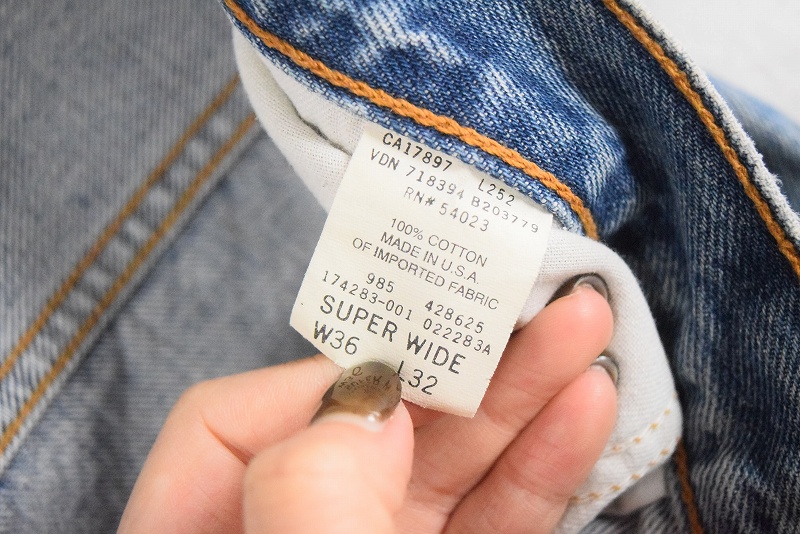 CA17897 L252
VDN 718394 B203779
RN# 54023
100% COTTON
MADE IN U.S.A.
OF IMPORTED FABRIC
985 428625
174283-001 022283A
SUPER WIDE
W36 L32